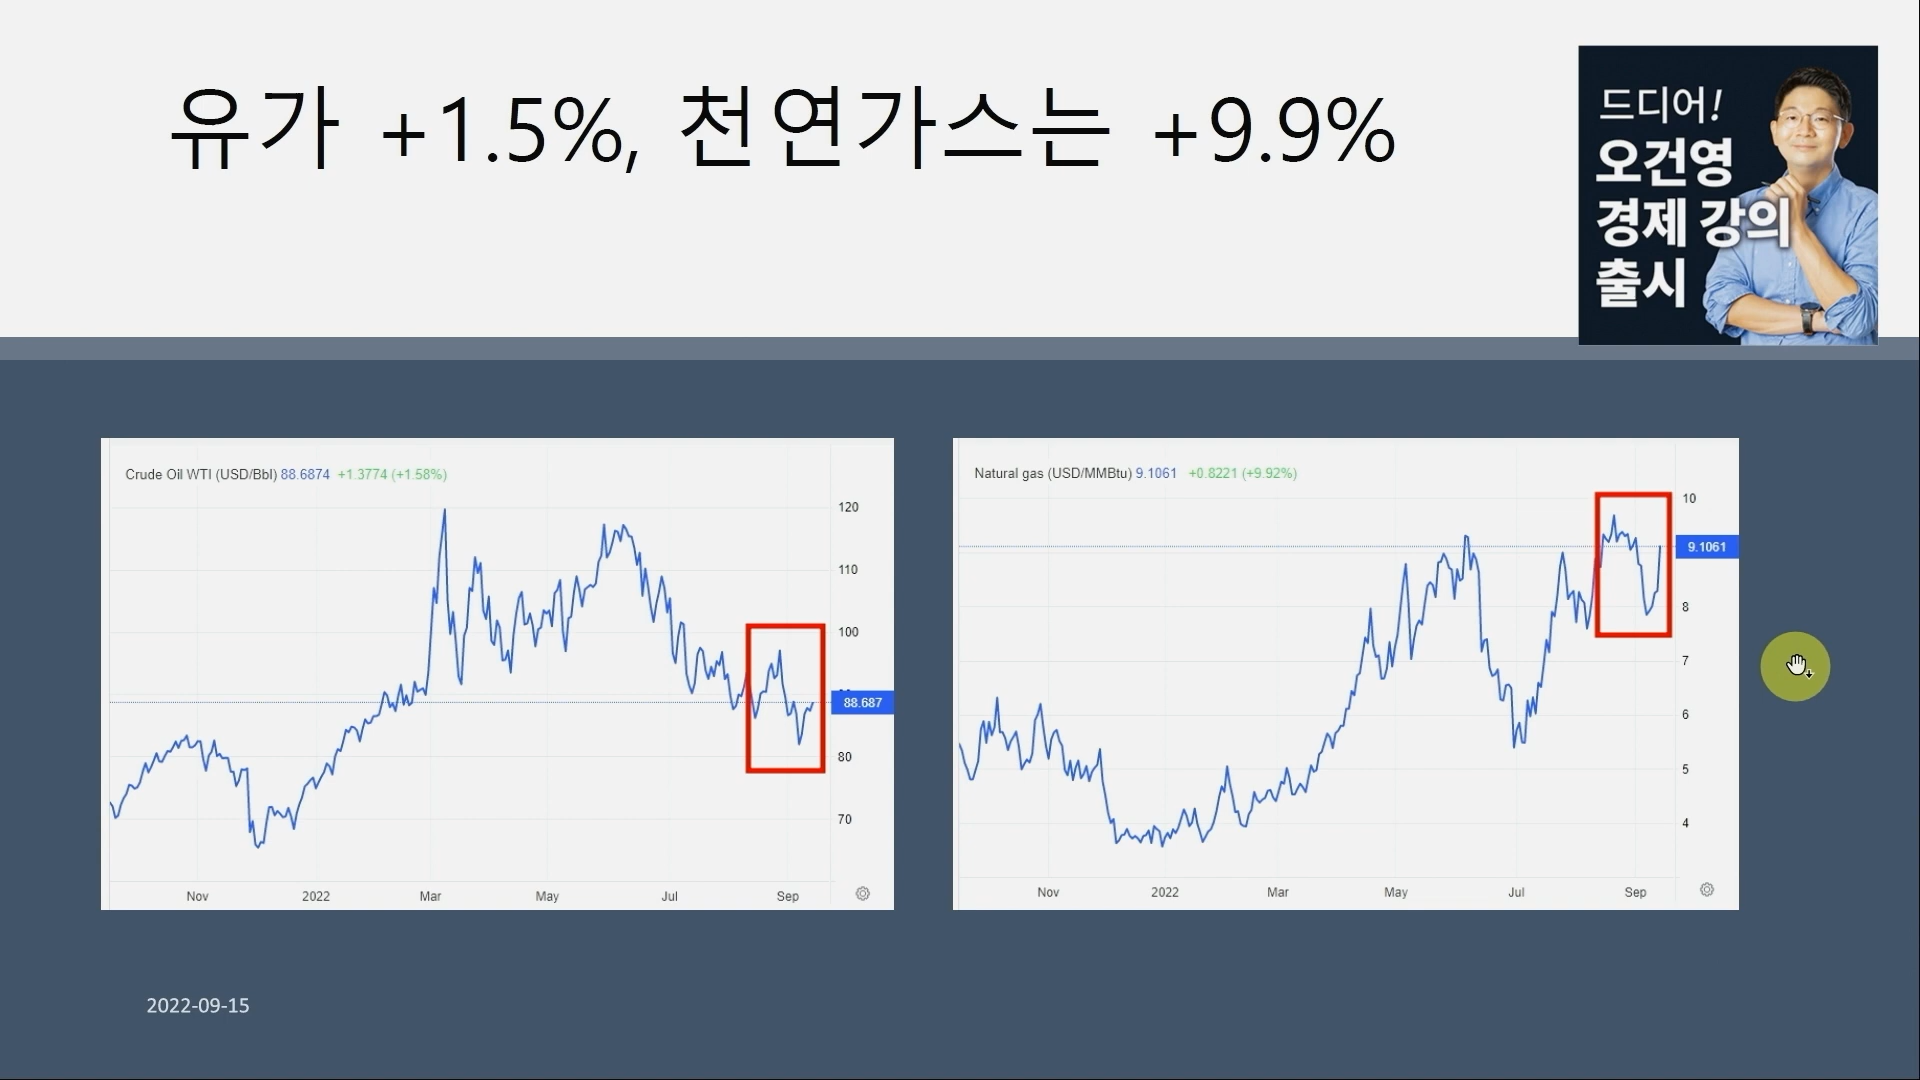 유가 +1.5%, 천연가스는 +9.9%
드디어!
오건영
경제 강의
출시
Crude Oil WTI (USD/Bbl) 88.6874 +1.3774 (+1.58%)
120
110
100
88.687
80
70
Nov 2022 Mar May Jul Sep
Natural gas (USD/MMBtu) 9.1061 +0.8221 (+9.92%)
10
9.1061
8
7
6
5
4
Nov 2022 Mar May Jul Sep
2022-09-15